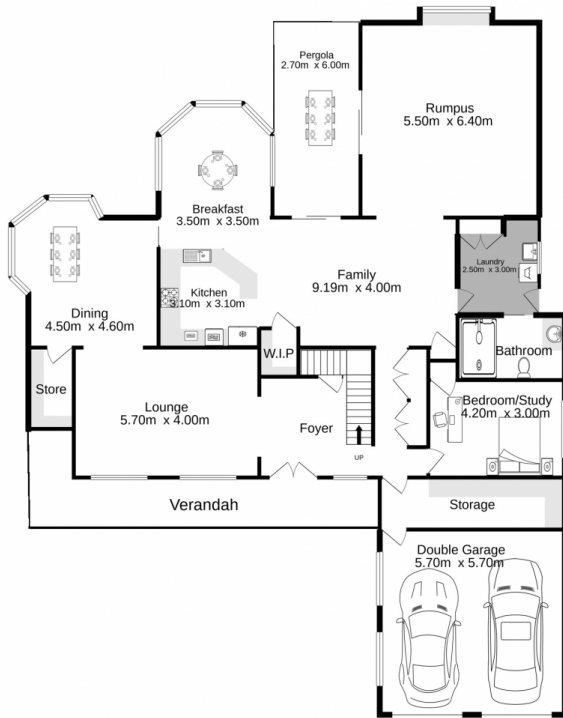 Pergola
2.70m x 6.00m
Rumpus
5.50m x 6.40m
Breakfast
3.50m x 3.50m
Laundry
2.50m x 3.00m
Family
9.19m x 4.00m
Kitchen
3.10m x 3.10m
Dining
4.50m x 4.60m
W.I.P
Bathroom
Store
Lounge
5.70m x 4.00m
Bedroom/Study
4.20m x 3.00m
Foyer
UP
Verandah
Storage
Double Garage
5.70m x 5.70m